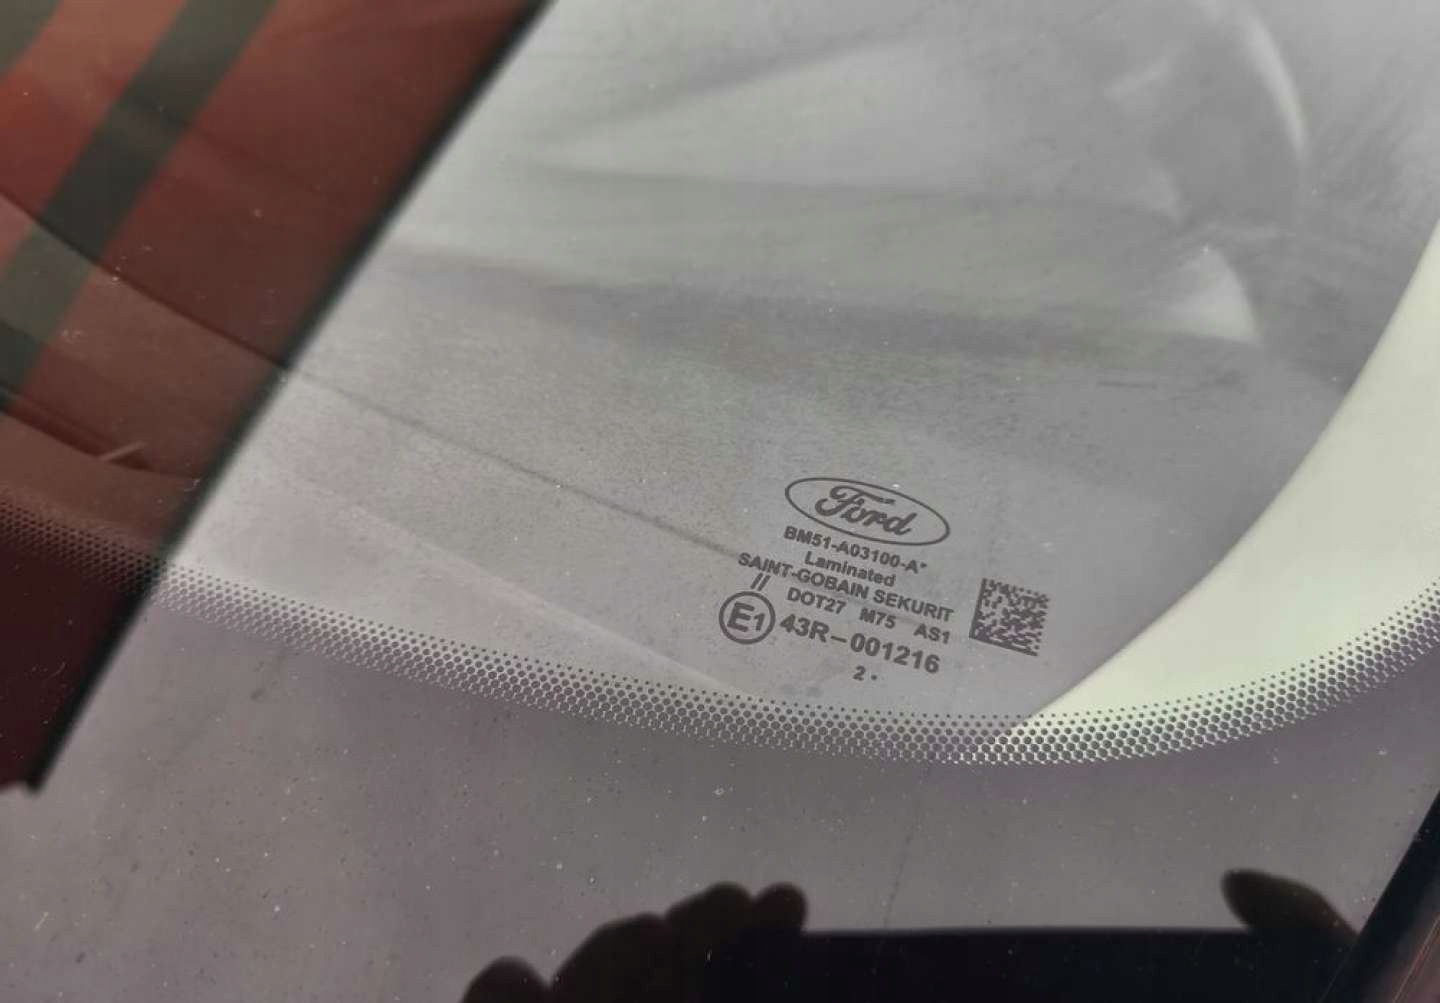 Ford
BM51-A03100-A*
Laminated
SAINT-GOBAIN SEKURIT
// DOT27 M75 AS1
E1 43R-001216
2 •